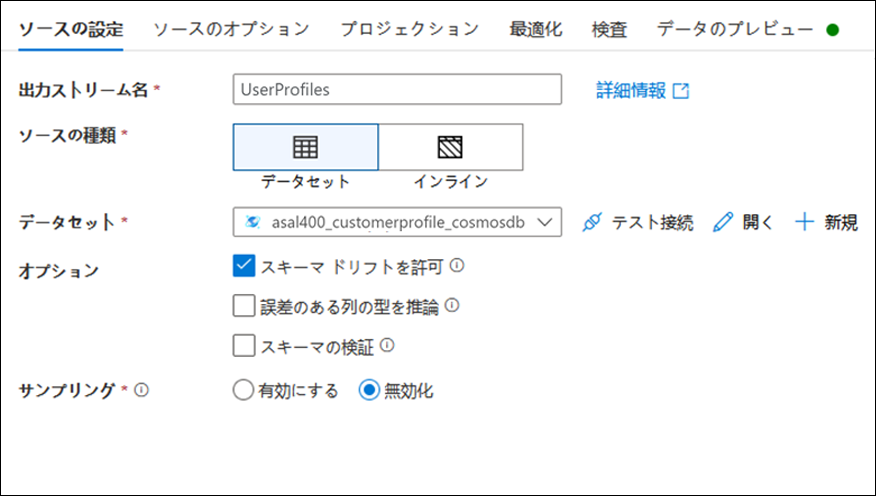 ソースの設定 ソースのオプション プロジェクション 最適化 検査 データのプレビュー
出力ストリーム名 * UserProfiles 詳細情報
ソースの種類 *
データセット インライン
データセット * asal400_customerprofile_cosmosdb テスト接続 開く 新規
オプション スキーマ ドリフトを許可
誤差のある列の型を推論
スキーマの検証
サンプリング * 有効にする 無効化